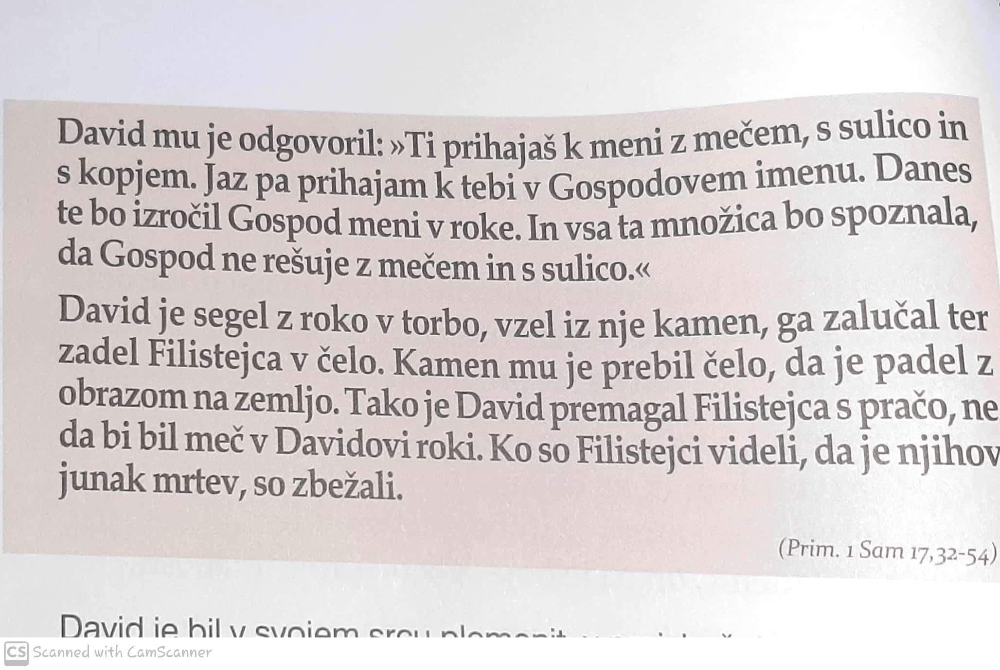 David mu je odgovoril: »Ti prihajaš k meni z mečem, s sulico in
s kopjem. Jaz pa prihajam k tebi v Gospodovem imenu. Danes
te bo izročil Gospod meni v roke. In vsa ta množica bo spoznala,
da Gospod ne rešuje z mečem in s sulico.«
David je segel z roko v torbo, vzel iz nje kamen, ga zalučal ter
zadel Filistejca v čelo. Kamen mu je prebil čelo, da je padel z
obrazom na zemljo. Tako je David premagal Filistejca s pračo, ne
da bi bil meč v Davidovi roki. Ko so Filistejci videli, da je njihov
junak mrtev, so zbežali.
(Prim. 1 Sam 17,32-54)
David je bil v svojem srcu
CS Scanned with CamScanner